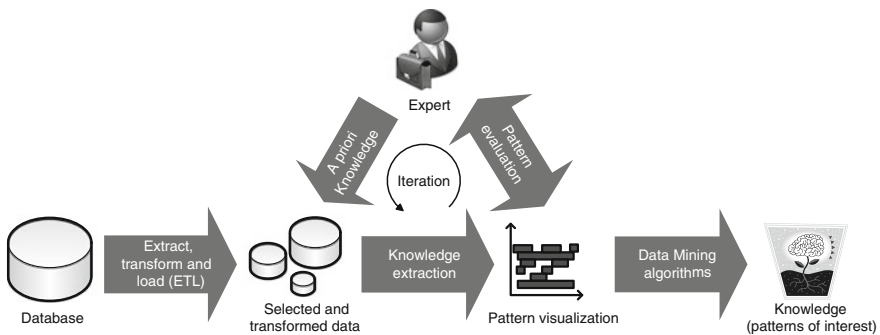 Expert
A priori
Knowledge
Pattern
evaluation
Iteration
Extract,
transform and
load (ETL)
Knowledge
extraction
Data Mining
algorithms
Database
Selected and
transformed data
Pattern visualization
Knowledge
(patterns of interest)